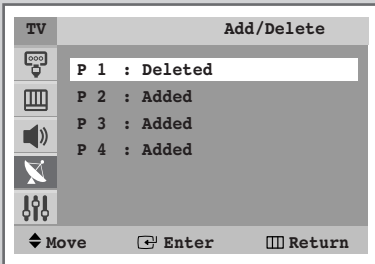 TV Add/Delete
P 1 : Deleted
P 2 : Added
P 3 : Added
P 4 : Added
Move Enter Return